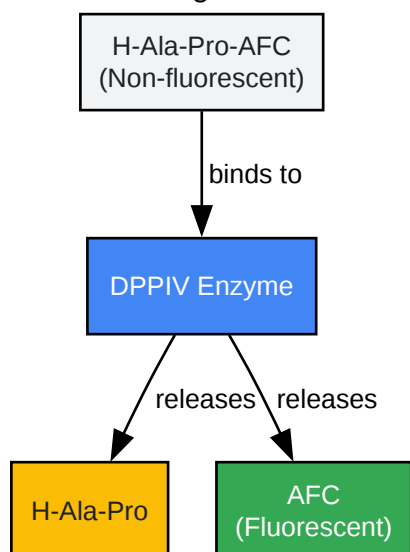 H-Ala-Pro-AFC
(Non-fluorescent)
binds to
DPPIV Enzyme
releases releases
H-Ala-Pro
AFC
(Fluorescent)